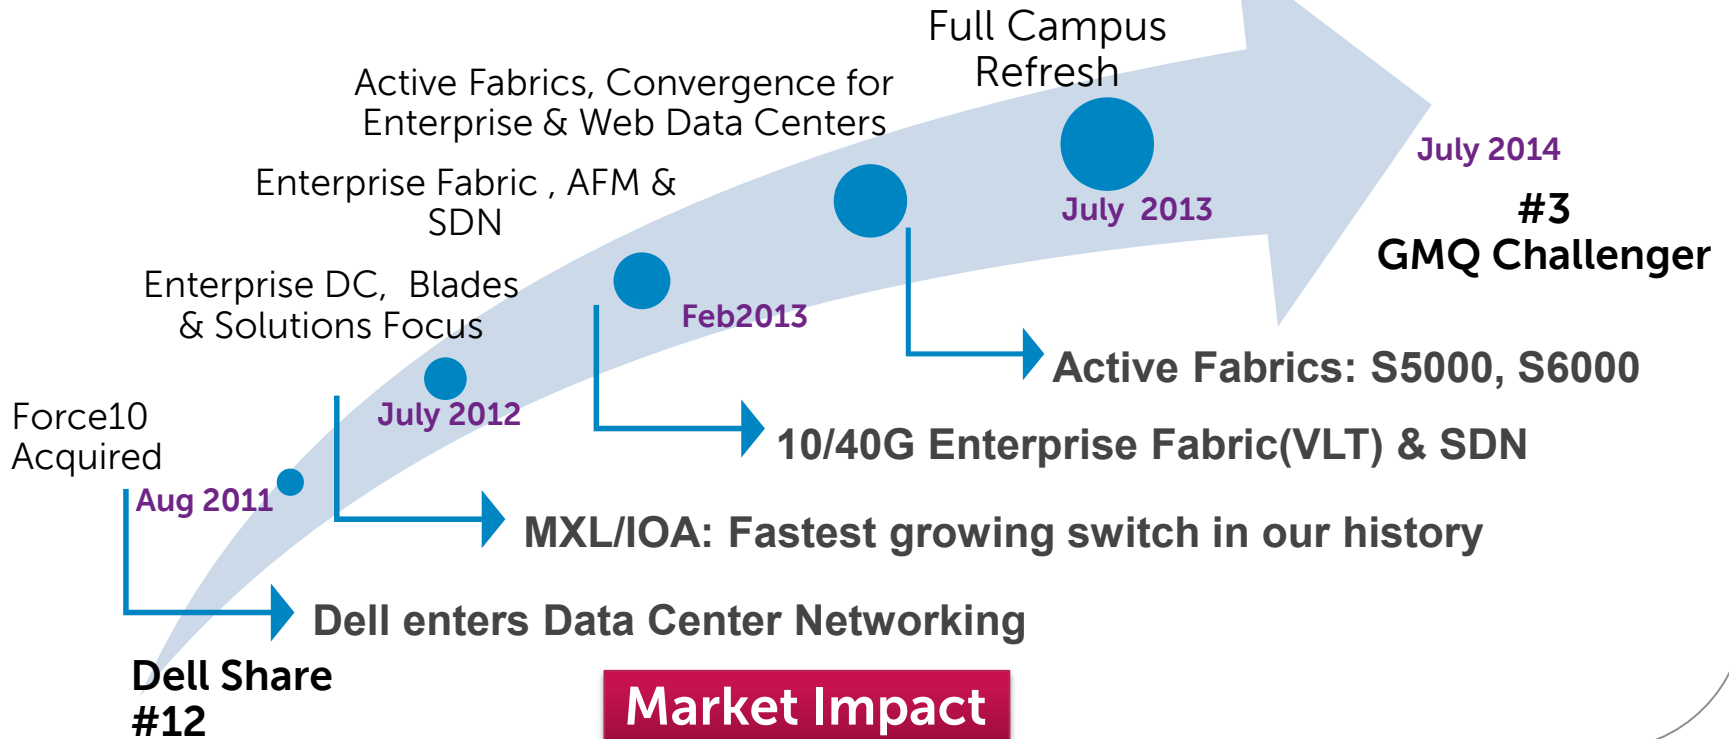 Full Campus
Refresh
Active Fabrics, Convergence for
Enterprise & Web Data Centers
July 2014
Enterprise Fabric , AFM &
SDN
July 2013
#3
GMQ Challenger
Enterprise DC, Blades
& Solutions Focus
Feb2013
Active Fabrics: S5000, S6000
Force10
Acquired
July 2012
10/40G Enterprise Fabric(VLT) & SDN
Aug 2011
MXL/IOA: Fastest growing switch in our history
Dell enters Data Center Networking
Dell Share
#12
Market Impact